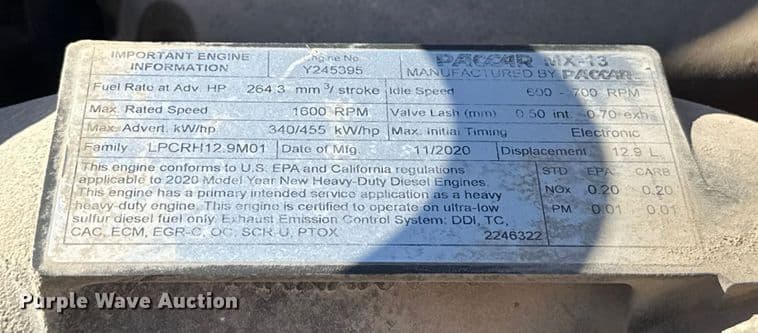 IMPORTANT ENGINE INFORMATION
Engine No. Y245395
PACCAR MX-13
MANUFACTURED BY PACCAR
Fuel Rate at Adv. HP 264.3 mm³/ stroke Idle Speed 600 - 700 RPM
Max. Rated Speed 1600 RPM Valve Lash (mm) 0.50 int. -0.70 exh.
Max. Advert. kW/hp 340/455 kW/hp Max. Initial Timing Electronic
Family LPCRH12.9M01 Date of Mfg. 11/2020 Displacement 12.9 L
This engine conforms to U.S. EPA and California regulations
applicable to 2020 Model Year New Heavy-Duty Diesel Engines.
This engine has a primary intended service application as a heavy
heavy-duty engine. This engine is certified to operate on ultra-low
sulfur diesel fuel only. Exhaust Emission Control System: DDI, TC,
CAC, ECM, EGR-C, OC, SCR-U, PTOX
2246322
STD EPA CARB
NOx 0.20 0.20
PM 0.01 0.01
Purple Wave Auction